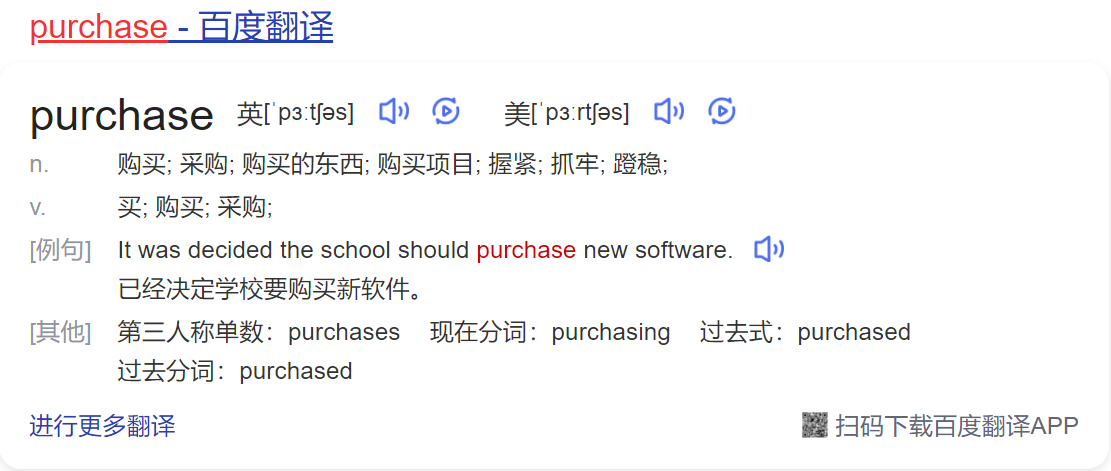 purchase - 百度翻译
purchase 英[ˈpɜːtʃəs] 美[ˈpɜːrtʃəs]
n. 购买; 采购; 购买的东西; 购买项目; 握紧; 抓牢; 蹬稳;
v. 买; 购买; 采购;
[例句] It was decided the school should purchase new software.
已经决定学校要购买新软件。
[其他] 第三人称单数：purchases 现在分词：purchasing 过去式：purchased
过去分词：purchased
进行更多翻译 扫码下载百度翻译APP